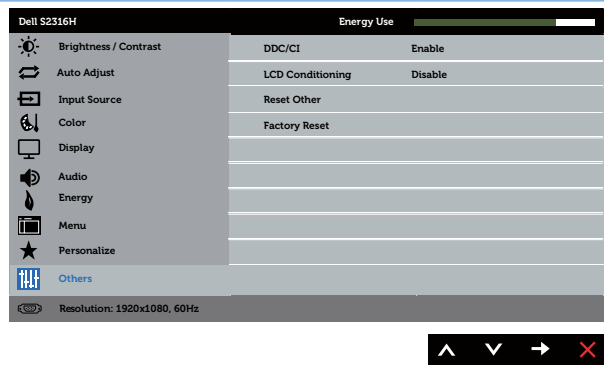 Dell S2316H Energy Use
Brightness / Contrast
Auto Adjust
Input Source
Color
Display
Audio
Energy
Menu
Personalize
Others
DDC/CI Enable
LCD Conditioning Disable
Reset Other
Factory Reset
Resolution: 1920x1080, 60Hz